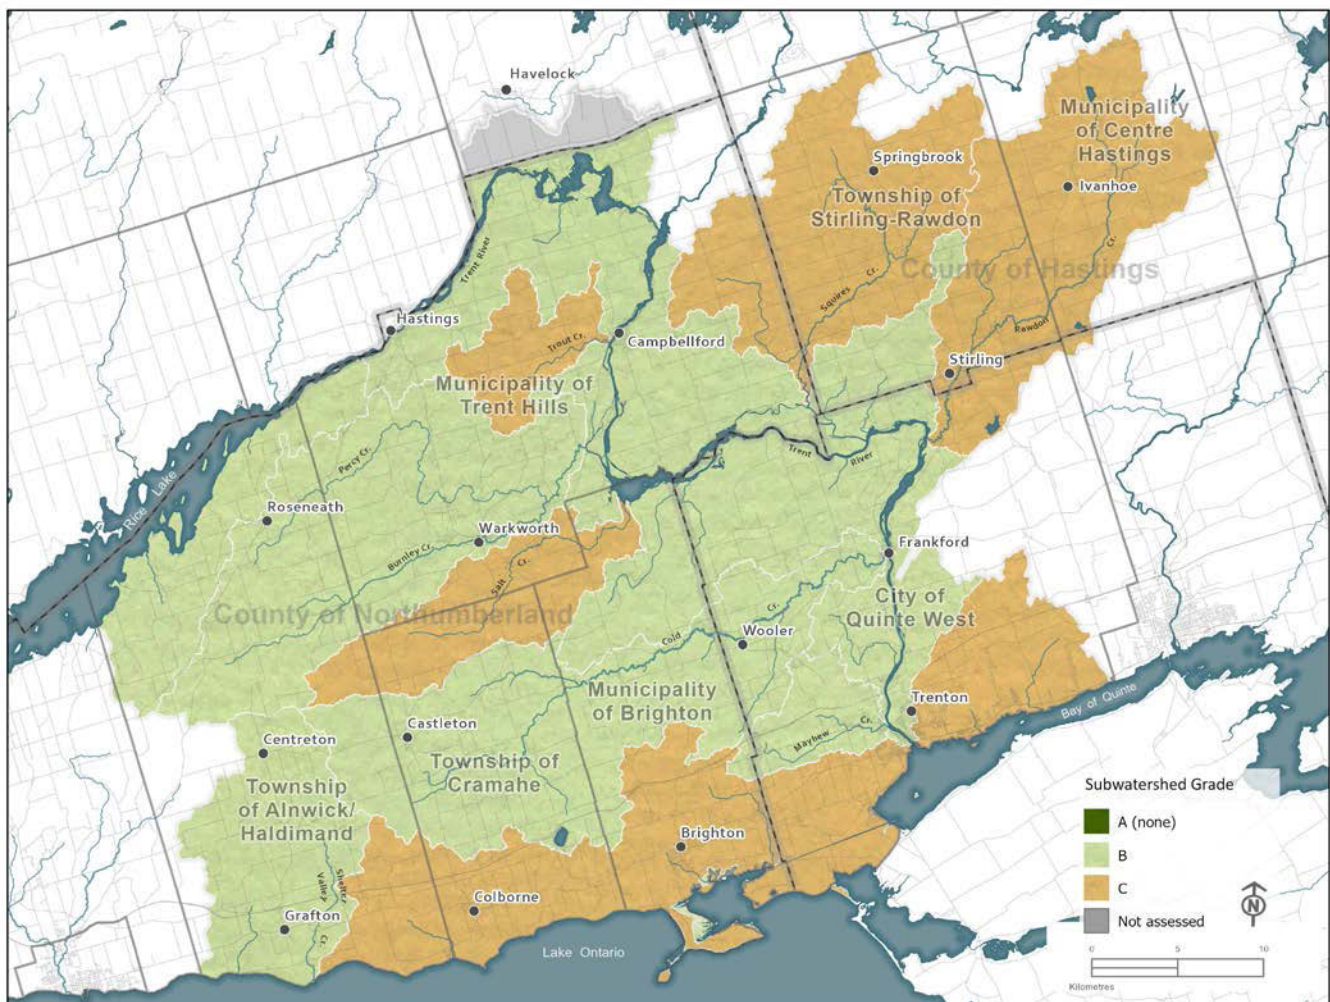 Havelock
Municipality
of Centre
Hastings
Springbrook
Ivanhoe
Township of
Stirling-Rawdon
Trent River
County of Hastings
Cr.
Squires Cr.
Hastings
Rawdon
Trout Cr.
Campbellford
Stirling
Municipality of
Trent Hills
Trent River
Percy Cr.
Rice Lake
Roseneath
Warkworth
Burnley Cr.
Frankford
Salt Cr.
County of Northumberland
City of
Quinte West
Cold Cr.
Wooler
Municipality
of Brighton
Trenton
Bay of Quinte
Castleton
Mayhew Cr.
Centreton
Township of
Cramahe
Township
of Alnwick/
Haldimand
Subwatershed Grade
A (none)
B
C
Not assessed
N
Brighton
Shelter
Valley
Cr.
Colborne
Grafton
Lake Ontario
0 5 10
Kilometres